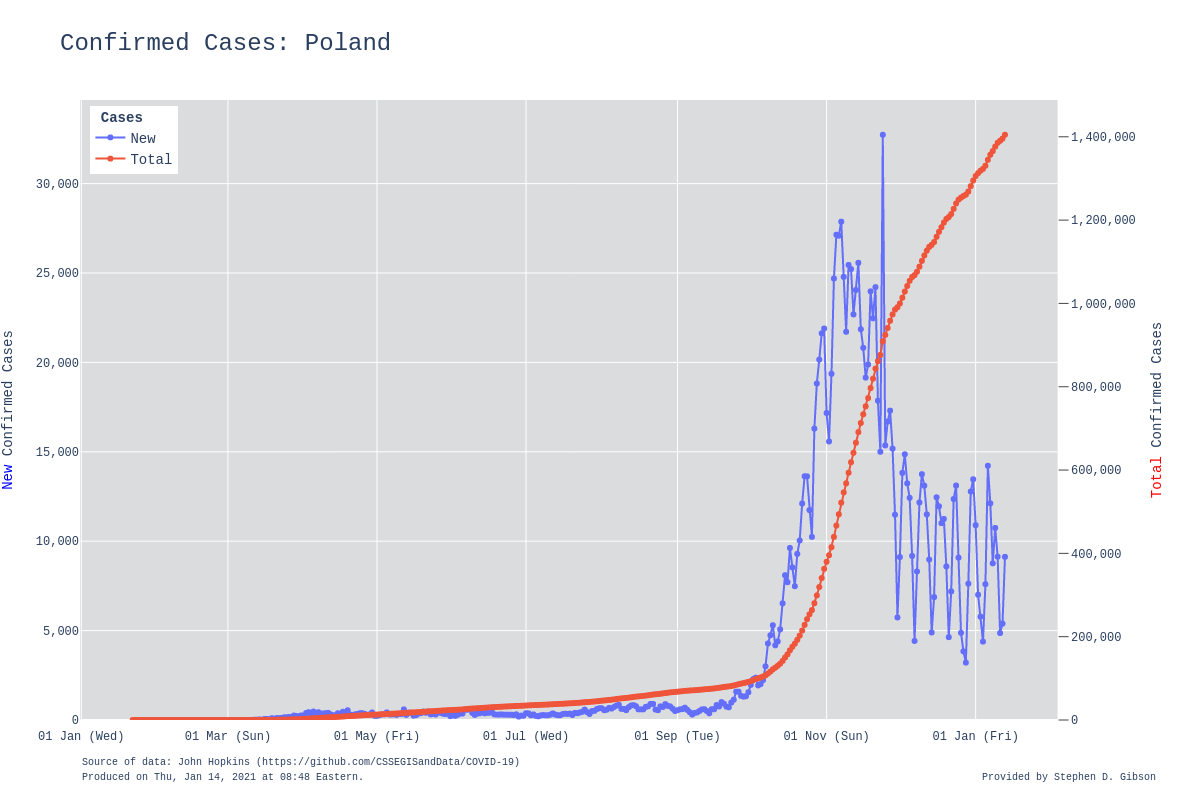 Confirmed Cases: Poland
Cases
New
Total
30,000
25,000
20,000
15,000
10,000
5,000
0
New Confirmed Cases
1,400,000
1,200,000
1,000,000
800,000
600,000
400,000
200,000
0
Total Confirmed Cases
01 Jan (Wed)
01 Mar (Sun)
01 May (Fri)
01 Jul (Wed)
01 Sep (Tue)
01 Nov (Sun)
01 Jan (Fri)
Source of data: John Hopkins (https://github.com/CSSEGISandData/COVID-19)
Produced on Thu, Jan 14, 2021 at 08:48 Eastern.
Provided by Stephen D. Gibson